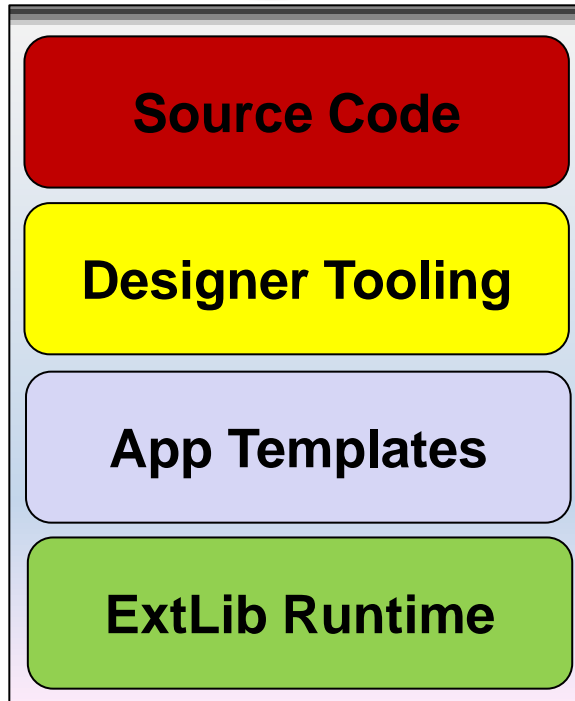 Source Code
Designer Tooling
App Templates
ExtLib Runtime